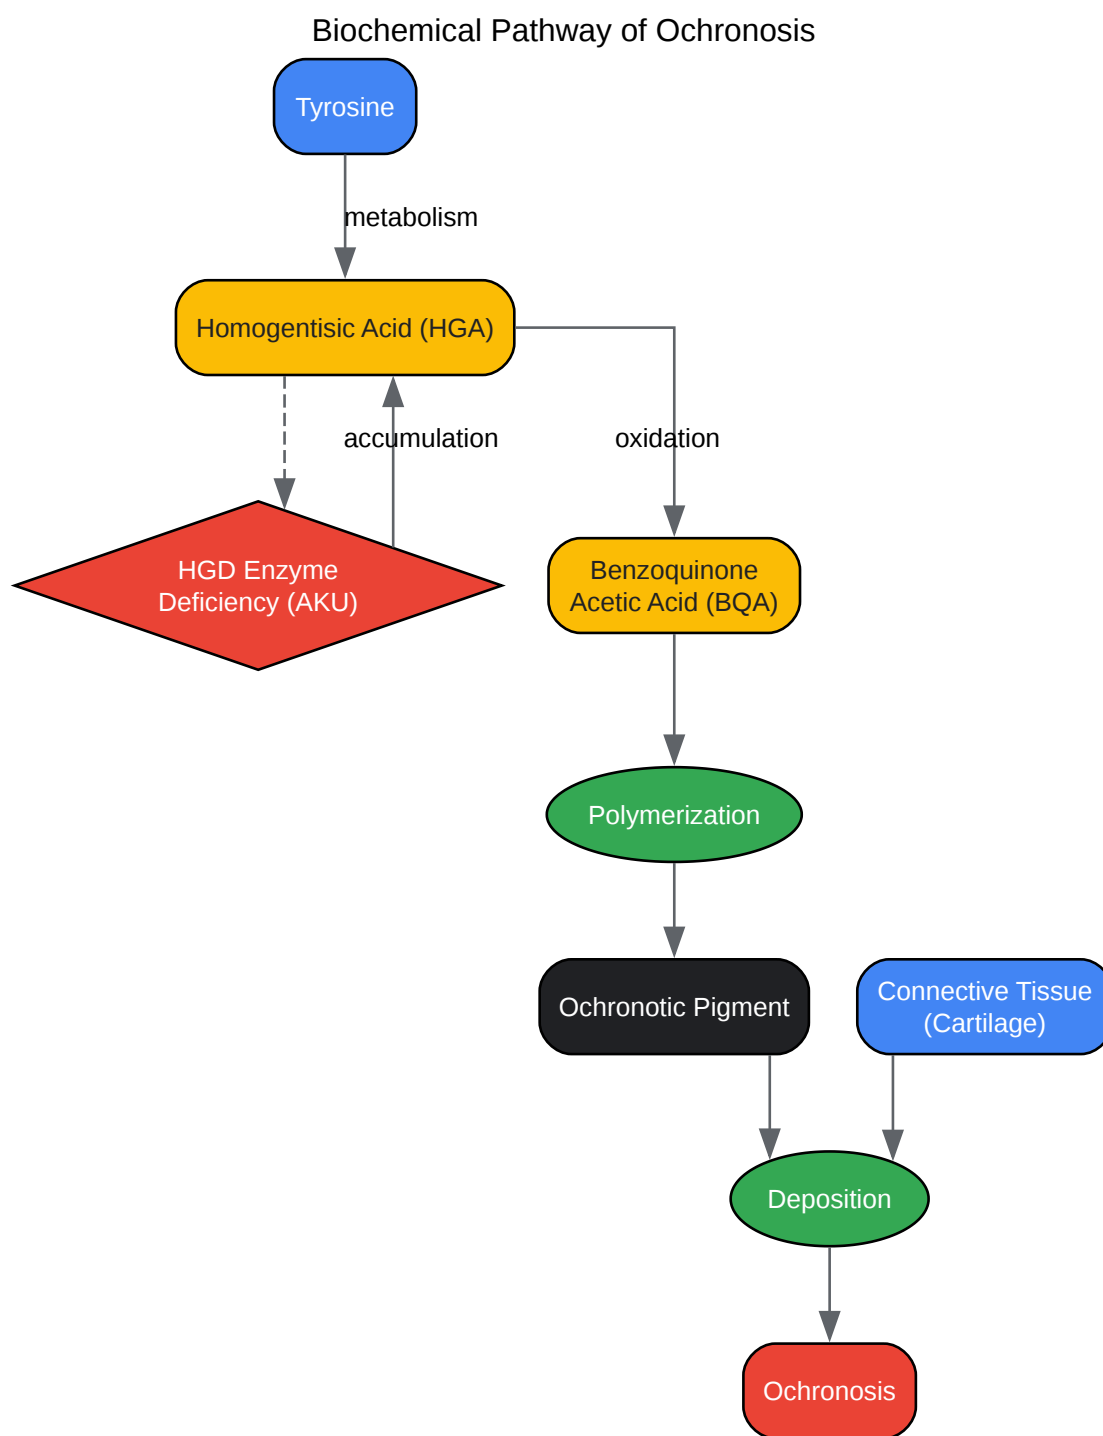 Biochemical Pathway of Ochronosis
Tyrosine
metabolism
Homogentisic Acid (HGA)
accumulation
oxidation
HGD Enzyme
Deficiency (AKU)
Benzoquinone
Acetic Acid (BQA)
Polymerization
Ochronotic Pigment
Connective Tissue
(Cartilage)
Deposition
Ochronosis